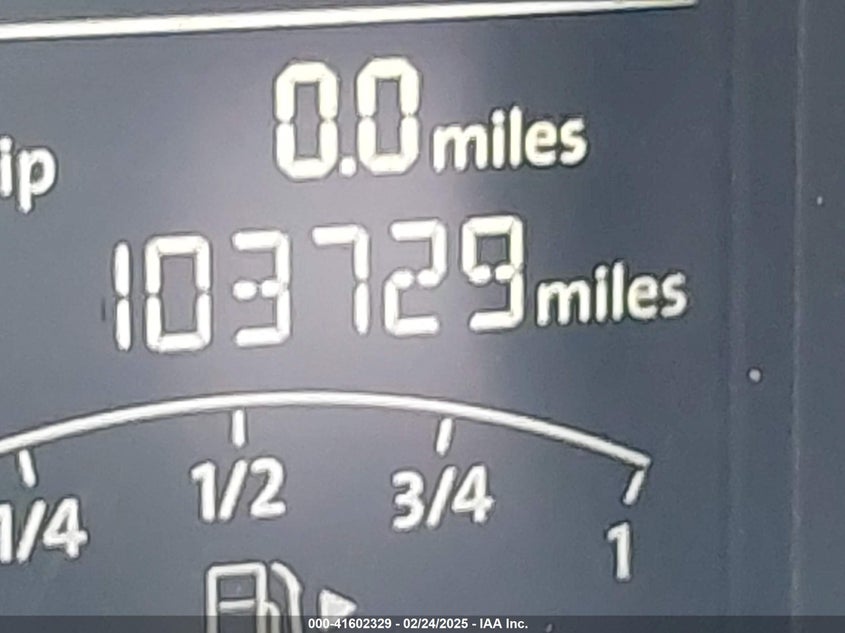 0.0 miles
ip
103729 miles
1/4 1/2 3/4 1
000-41602329 - 02/24/2025 - IAA Inc.